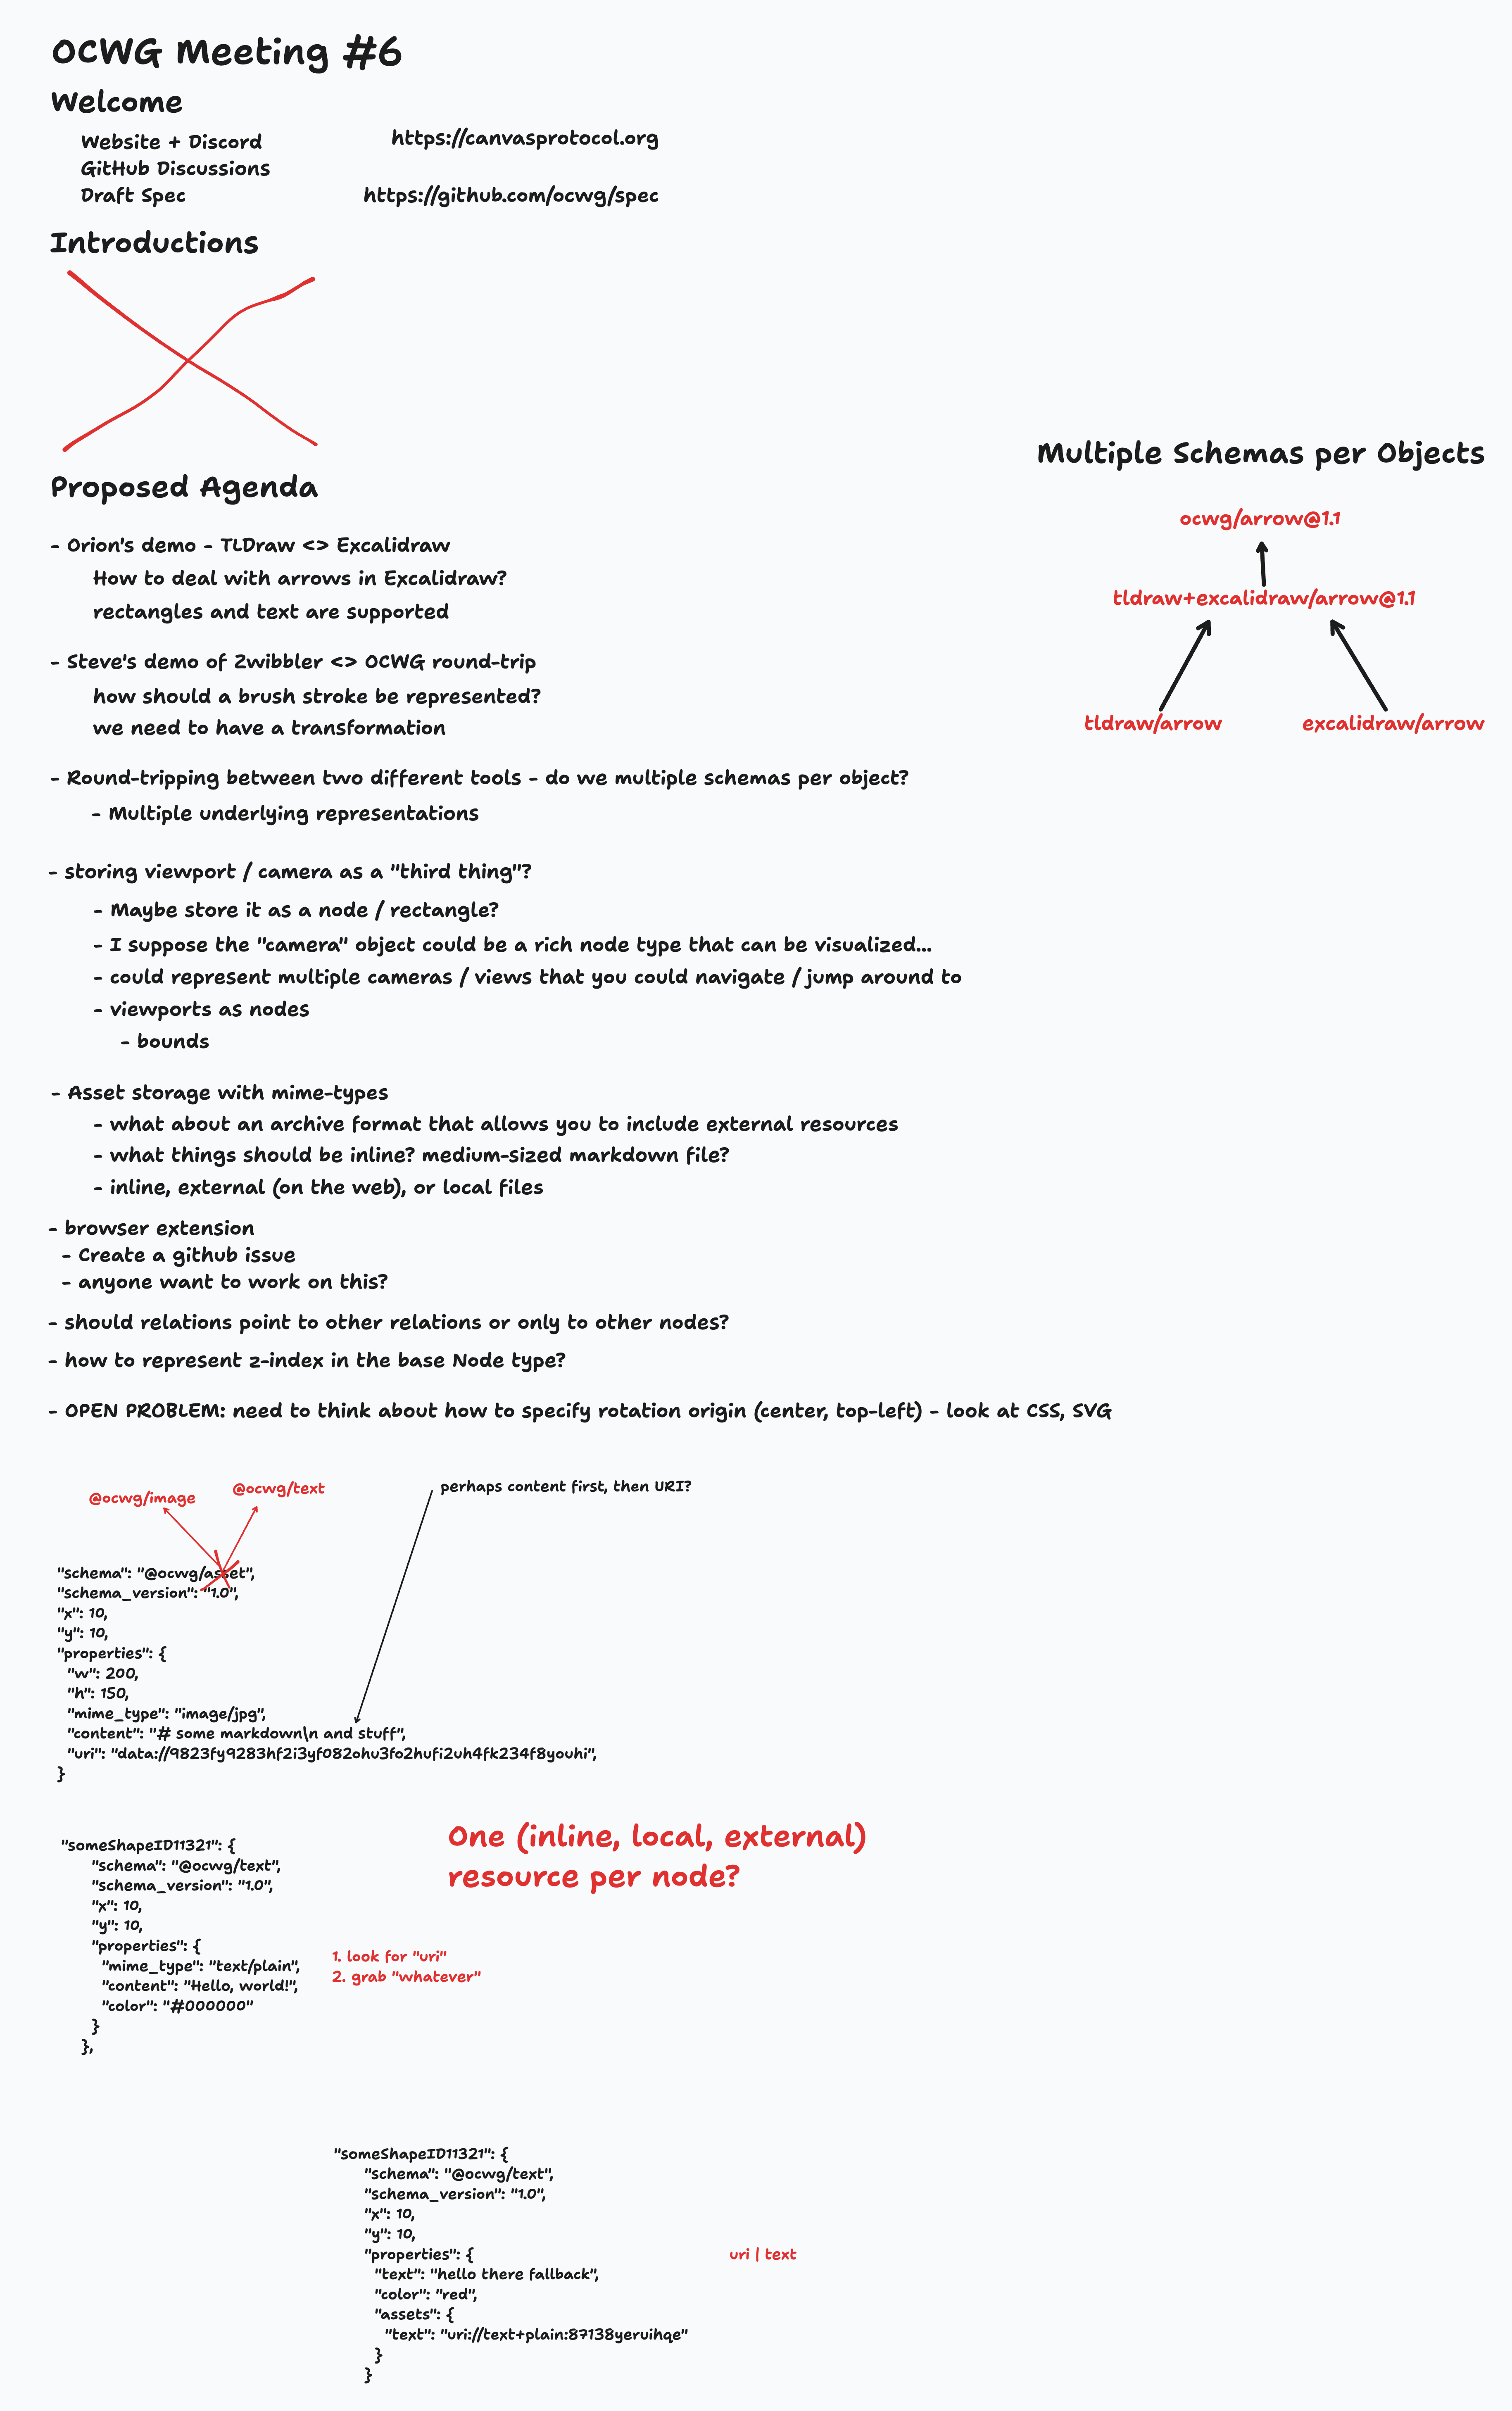 OCWG Meeting #6
Welcome
Website + Discord
https://canvasprotocol.org
GitHub Discussions
Draft Spec
https://github.com/ocwg/spec
Introductions
Proposed Agenda
- Orion's demo - TLDraw <> Excalidraw
How to deal with arrows in Excalidraw?
rectangles and text are supported
- Steve's demo of Zwibbler <> OCWG round-trip
how should a brush stroke be represented?
we need to have a transformation
- Round-tripping between two different tools - do we multiple schemas per object?
- Multiple underlying representations
- storing viewport / camera as a "third thing"?
- Maybe store it as a node / rectangle?
- I suppose the "camera" object could be a rich node type that can be visualized...
- could represent multiple cameras / views that you could navigate / jump around to
- viewports as nodes
- bounds
- Asset storage with mime-types
- what about an archive format that allows you to include external resources
- what things should be inline? medium-sized markdown file?
- inline, external (on the web), or local files
- browser extension
- Create a github issue
- anyone want to work on this?
- should relations point to other relations or only to other nodes?
- how to represent z-index in the base Node type?
- OPEN PROBLEM: need to think about how to specify rotation origin (center, top-left) - look at CSS, SVG
Multiple Schemas per Objects
ocwg/arrow@1.1
tldraw+excalidraw/arrow@1.1
tldraw/arrow
excalidraw/arrow
@ocwg/image
@ocwg/text
perhaps content first, then URI?
"schema": "@ocwg/asset",
"schema_version": "1.0",
"x": 10,
"y": 10,
"properties": {
"w": 200,
"h": 150,
"mime_type": "image/jpg",
"content": "# some markdown\n and stuff",
"uri": "data://9823fy9283hf2i3yf082ohu3fo2hufi2uh4fk234f8youhi",
}
One (inline, local, external)
resource per node?
"someShapeID11321": {
"schema": "@ocwg/text",
"schema_version": "1.0",
"x": 10,
"y": 10,
"properties": {
"mime_type": "text/plain",
"content": "Hello, world!",
"color": "#000000"
}
},
1. look for "uri"
2. grab "whatever"
"someShapeID11321": {
"schema": "@ocwg/text",
"schema_version": "1.0",
"x": 10,
"y": 10,
"properties": {
"text": "hello there fallback",
"color": "red",
"assets": {
"text": "uri://text+plain:87138yeruihqe"
}
}
uri | text